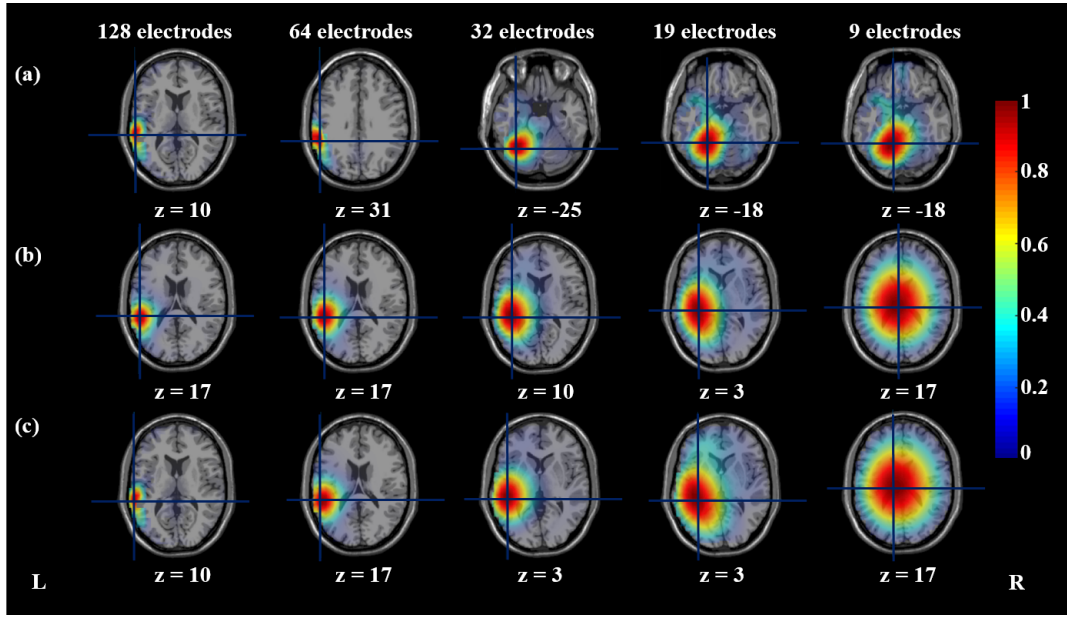 128 electrodes 64 electrodes 32 electrodes 19 electrodes 9 electrodes
(a)
z = 10 z = 31 z = -25 z = -18 z = -18
(b)
z = 17 z = 17 z = 10 z = 3 z = 17
(c)
z = 10 z = 17 z = 3 z = 3 z = 17
L R
1
0.8
0.6
0.4
0.2
0